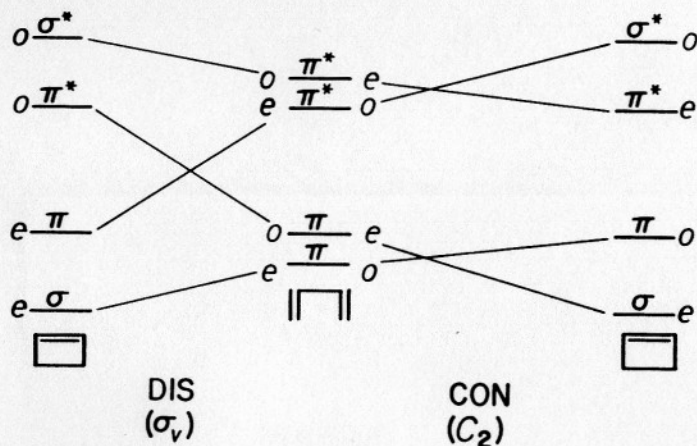 o σ*
σ* o
o π* e
o π*
e π* o
π* e
e π
o π e
π o
e π o
e σ
σ e
DIS
(σᵥ)
CON
(C₂)